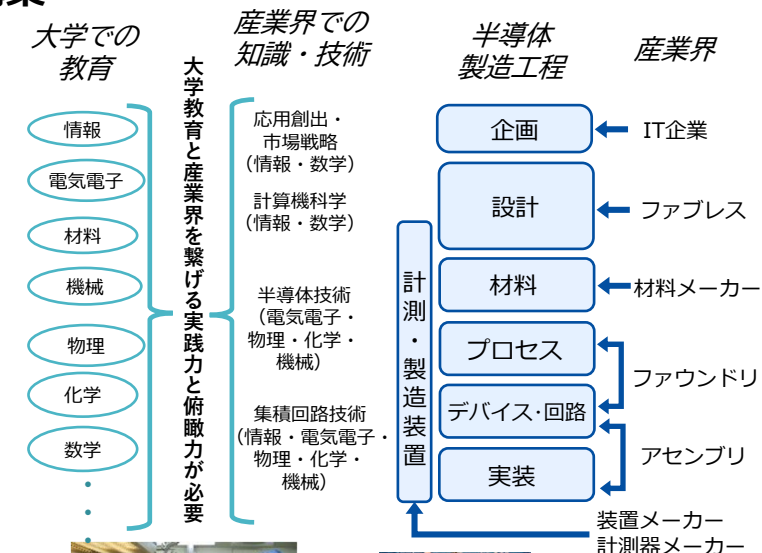 大学での
教育
産業界での
知識・技術
半導体
製造工程
産業界
情報
電気電子
材料
機械
物理
化学
数学
大学教育と産業界を繋げる実践力と俯瞰力が必要
応用創出・
市場戦略
（情報・数学）
計算機科学
（情報・数学）
半導体技術
（電気電子・
物理・化学・
機械）
集積回路技術
（情報・電気電子・
物理・化学・
機械）
計測・製造装置
企画
設計
材料
プロセス
デバイス・回路
実装
IT企業
ファブレス
材料メーカー
ファウンドリ
アセンブリ
装置メーカー
計測器メーカー